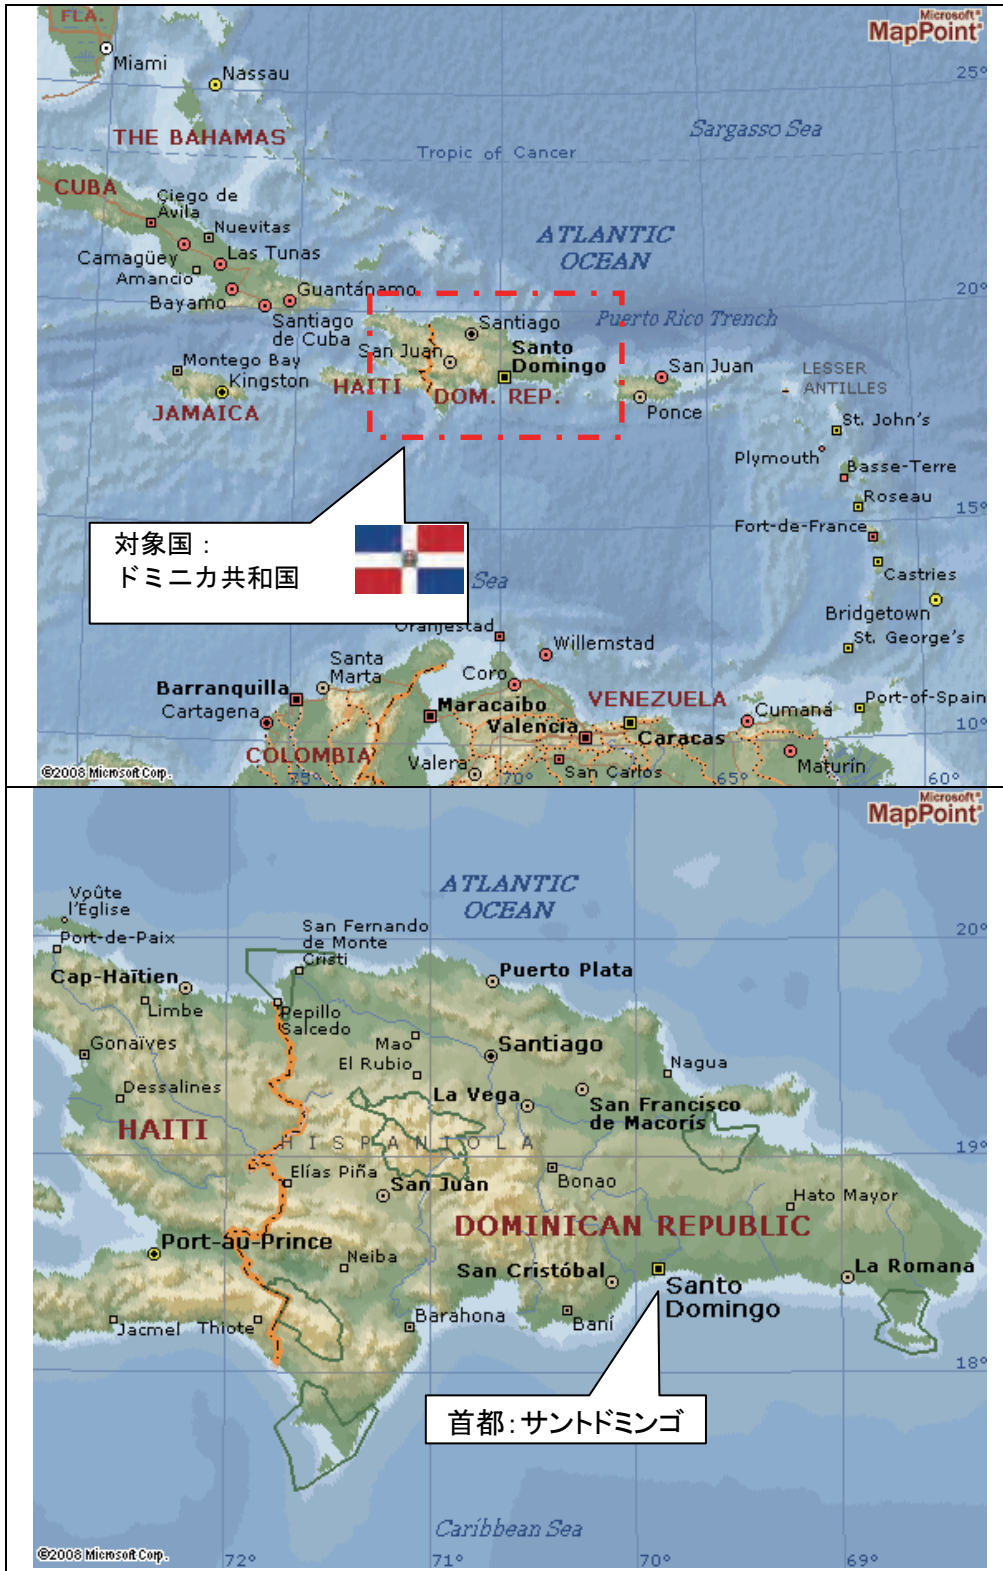 FLA.
Microsoft®
MapPoint®
Miami
Nassau
25°
THE BAHAMAS
Sargasso Sea
Tropic of Cancer
CUBA
Ciego de
Ávila
Nuevitas
ATLANTIC
OCEAN
Camagüey
Las Tunas
Amancio
Guantánamo
20°
Bayamo
Santiago
de Cuba
Santiago
Puerto Rico Trench
San Juan
Santo
Domingo
Montego Bay
Kingston
HAITI
DOM. REP.
San Juan
LESSER
ANTILLES
JAMAICA
Ponce
St. John's
Plymouth
Basse-Terre
Roseau
15°
Fort-de-France
対象国：
ドミニカ共和国
Sea
Castries
Bridgetown
Oranjestad
Willemstad
St. George's
Santa
Marta
Coro
Barranquilla
Cartagena
Maracaibo
VENEZUELA
Port-of-Spain
Valencia
Caracas
Cumaná
10°
COLOMBIA
Valera
San Carlos
Maturín
©2008 Microsoft Corp.
75°
70°
65°
60°
Microsoft®
MapPoint®
Voûte
l'Église
ATLANTIC
OCEAN
Port-de-Paix
San Fernando
de Monte
Cristi
20°
Cap-Haïtien
Puerto Plata
Limbe
Pepillo
Salcedo
Gonaïves
Mao
Santiago
El Rubio
Nagua
Dessalines
La Vega
San Francisco
de Macorís
HAITI
HISPANIOLA
19°
Elías Piña
San Juan
Bonao
Hato Mayor
DOMINICAN REPUBLIC
Port-au-Prince
Neiba
San Cristóbal
La Romana
Santo
Domingo
Jacmel
Thiote
Barahona
Baní
18°
首都：サントドミンゴ
Caribbean Sea
©2008 Microsoft Corp.
72°
71°
70°
69°